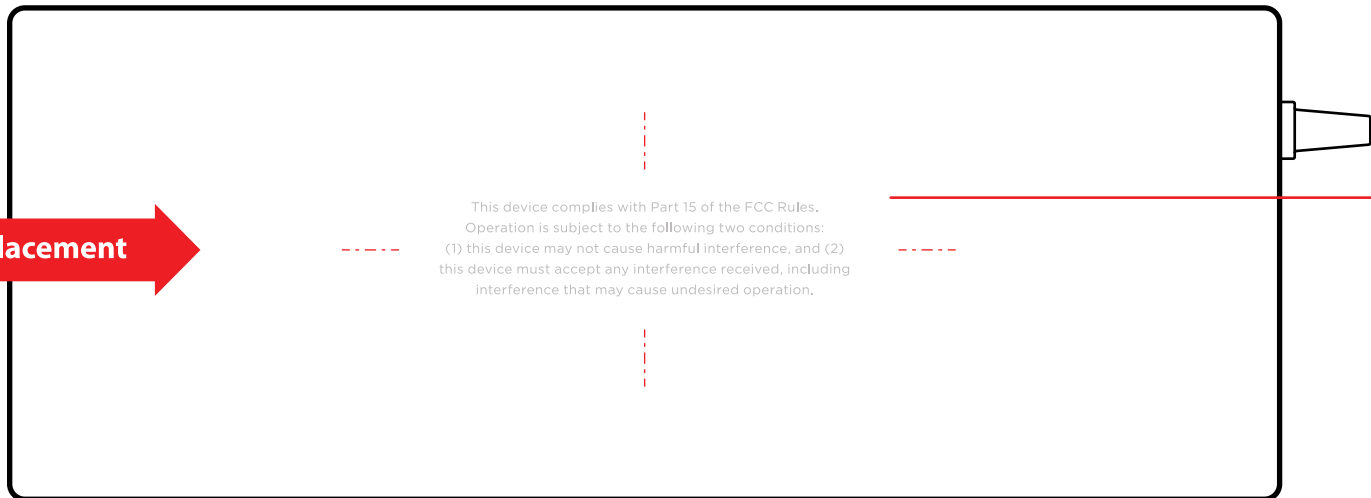 lacement
This device complies with Part 15 of the FCC Rules.
Operation is subject to the following two conditions:
(1) this device may not cause harmful interference, and (2)
this device must accept any interference received, including
interference that may cause undesired operation.